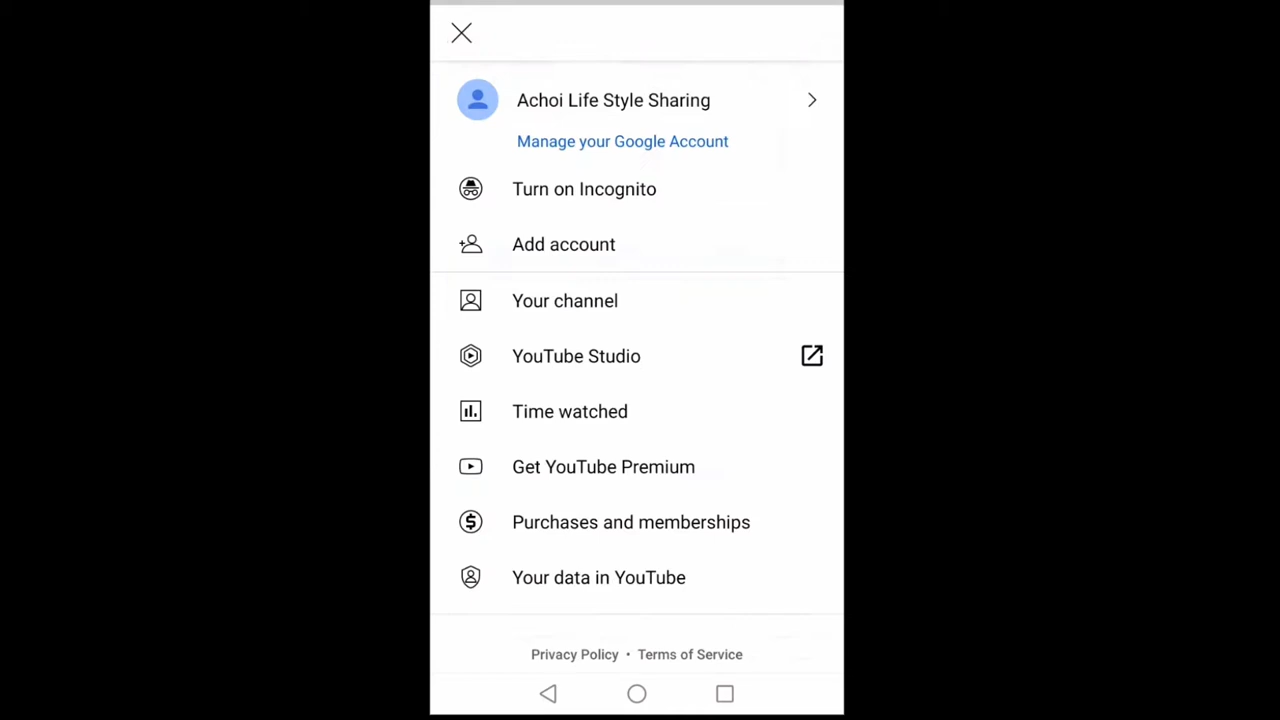 Achoi Life Style Sharing
Manage your Google Account
Turn on Incognito
Add account
Your channel
YouTube Studio
Time watched
Get YouTube Premium
Purchases and memberships
Your data in YouTube
Privacy Policy • Terms of Service